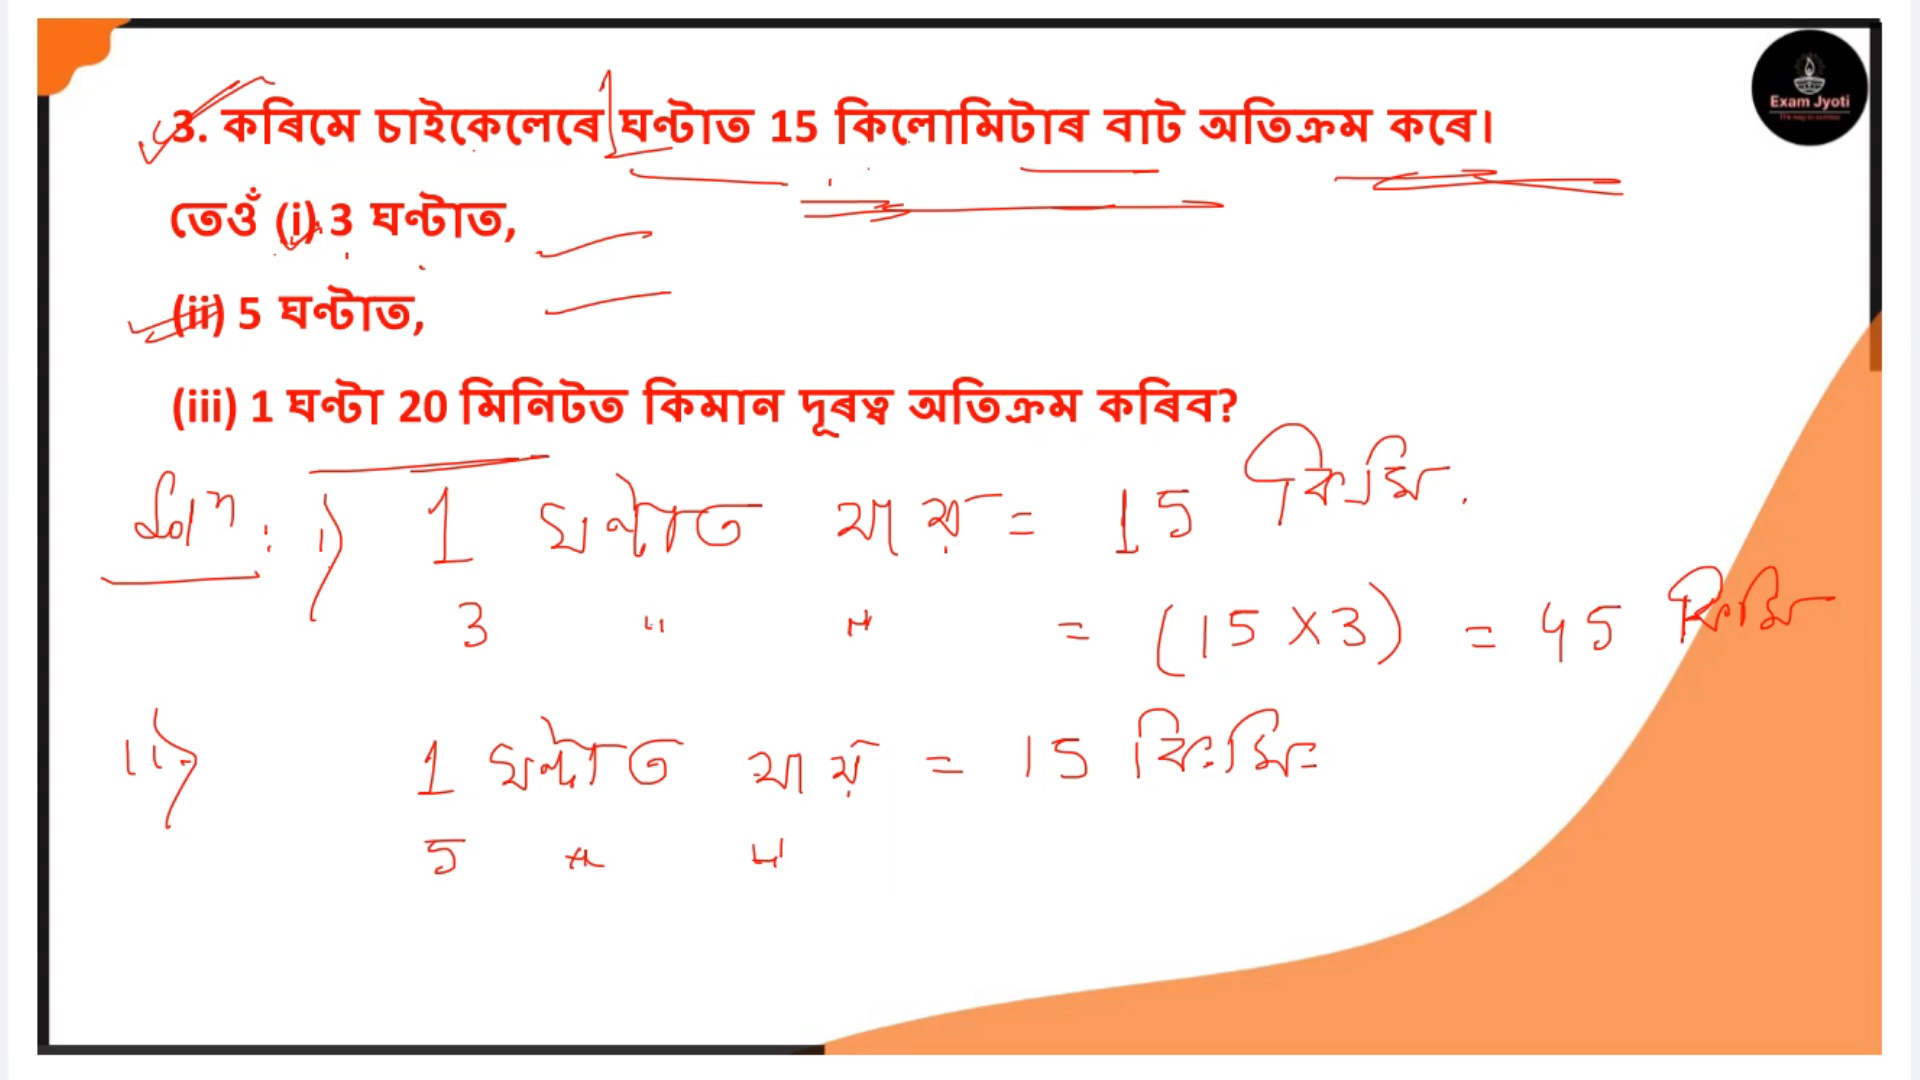 3. কৰিমে চাইকেলেৰে 1 ঘণ্টাত 15 কিলোমিটাৰ বাট অতিক্ৰম কৰে।
Exam Jyoti
তেওঁ (i) 3 ঘণ্টাত,
(ii) 5 ঘণ্টাত,
(iii) 1 ঘণ্টা 20 মিনিটত কিমান দূৰত্ব অতিক্ৰম কৰিব?
Soln: i) 1 ঘণ্টাত যায় = 15 কিঃমিঃ
3 " " = (15 X 3) = 45 কিঃমিঃ
ii) 1 ঘণ্টাত যায় = 15 কিঃমিঃ
5 " "